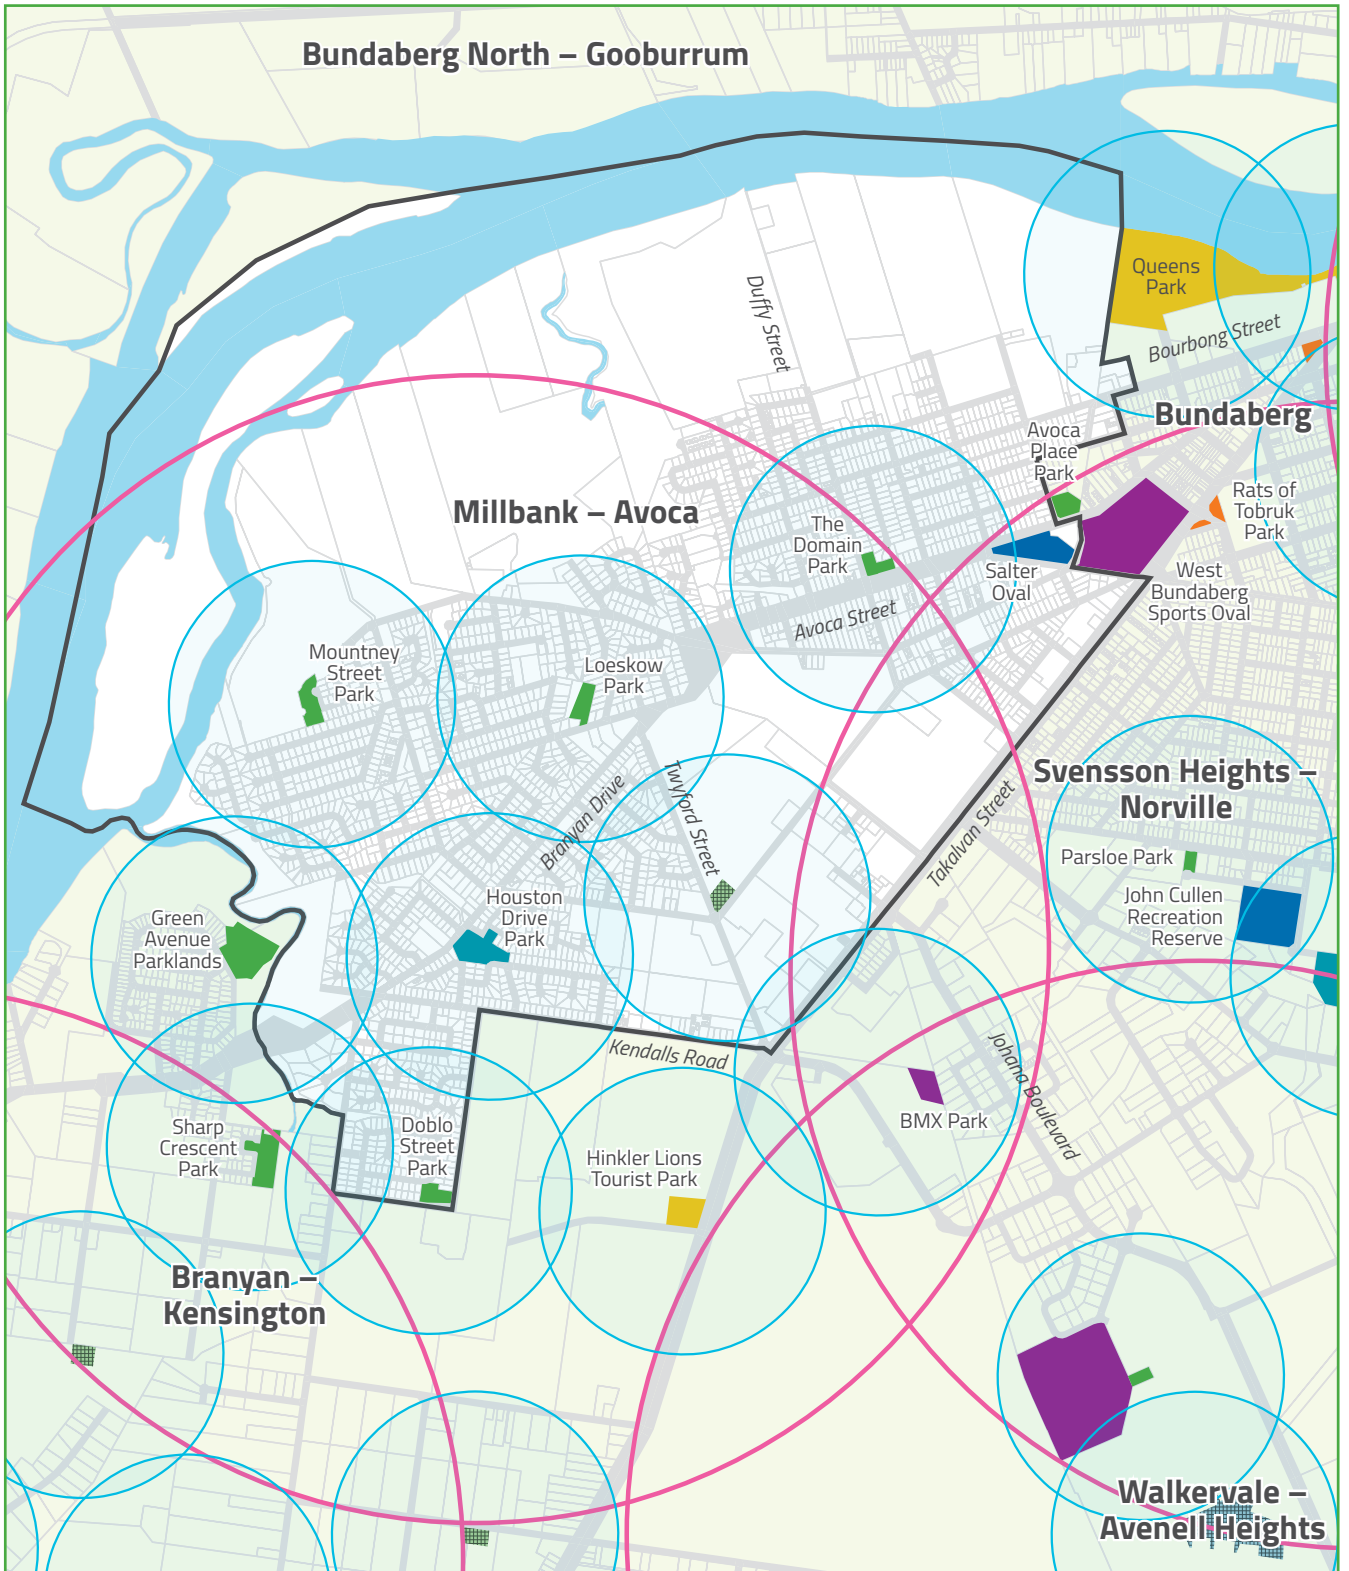 Bundaberg North – Gooburrum
Queens
Park
Duffy Street
Bourbong Street
Bundaberg
Avoca
Place
Park
Millbank – Avoca
Rats of
Tobruk
Park
The
Domain
Park
Salter
Oval
West
Bundaberg
Sports Oval
Avoca Street
Mountney
Street
Park
Loeskow
Park
Svensson Heights –
Norville
Twyford Street
Branyan Drive
Takalvan Street
Parsloe Park
John Cullen
Recreation
Reserve
Houston
Drive
Park
Green
Avenue
Parklands
Kendalls Road
Johana Boulevard
BMX Park
Sharp
Crescent
Park
Doblo
Street
Park
Hinkler Lions
Tourist Park
Branyan –
Kensington
Walkervale –
Avenell Heights